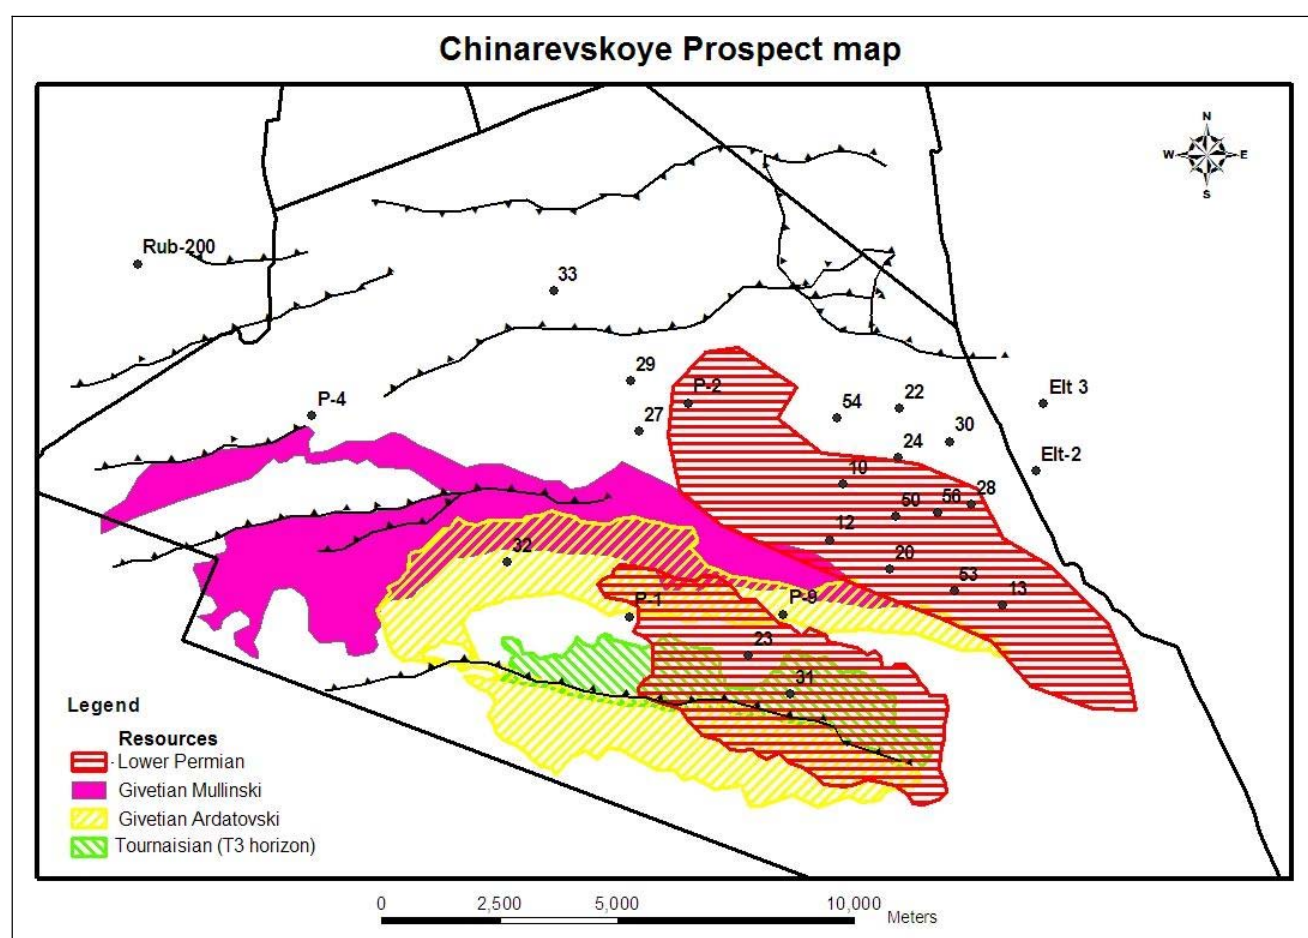 Chinarevskoye Prospect map
N
W E
S
Rub-200
33
29
P-2
Elt 3
P-4
54
22
27
30
24
Elt-2
10
28
56
50
12
32
20
53
13
P-1
P-9
23
31
Legend
Resources
Lower Permian
Givetian Mullinski
Givetian Ardatovski
Tournaisian (T3 horizon)
0 2,500 5,000 10,000
Meters